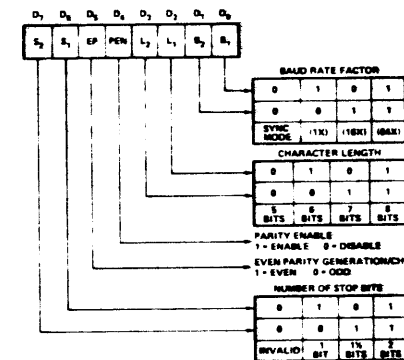 D7 D6 D5 D4 D3 D2 D1 D0
S2 S1 EP PEN L2 L1 B2 B1
BAUD RATE FACTOR
0 1 0 1
0 0 1 1
SYNC MODE (1X) (16X) (64X)
CHARACTER LENGTH
0 1 0 1
0 0 1 1
5 BITS 6 BITS 7 BITS 8 BITS
PARITY ENABLE
1 = ENABLE 0 = DISABLE
EVEN PARITY GENERATION/CH
1 = EVEN 0 = ODD
NUMBER OF STOP BITS
0 1 0 1
0 0 1 1
INVALID 1 BIT 1½ BITS 2 BITS